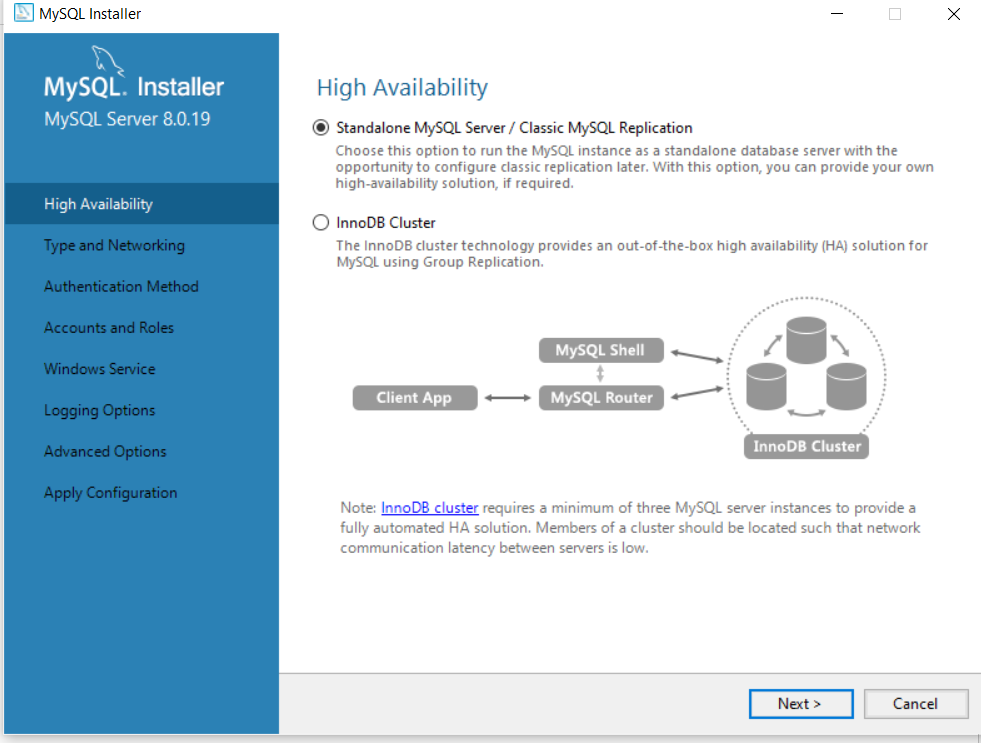 MySQL Installer
MySQL. Installer
MySQL Server 8.0.19
High Availability
Type and Networking
Authentication Method
Accounts and Roles
Windows Service
Logging Options
Advanced Options
Apply Configuration
High Availability
Standalone MySQL Server / Classic MySQL Replication
Choose this option to run the MySQL instance as a standalone database server with the
opportunity to configure classic replication later. With this option, you can provide your own
high-availability solution, if required.
InnoDB Cluster
The InnoDB cluster technology provides an out-of-the-box high availability (HA) solution for
MySQL using Group Replication.
MySQL Shell
Client App
MySQL Router
InnoDB Cluster
Note: InnoDB cluster requires a minimum of three MySQL server instances to provide a
fully automated HA solution. Members of a cluster should be located such that network
communication latency between servers is low.
Next >
Cancel